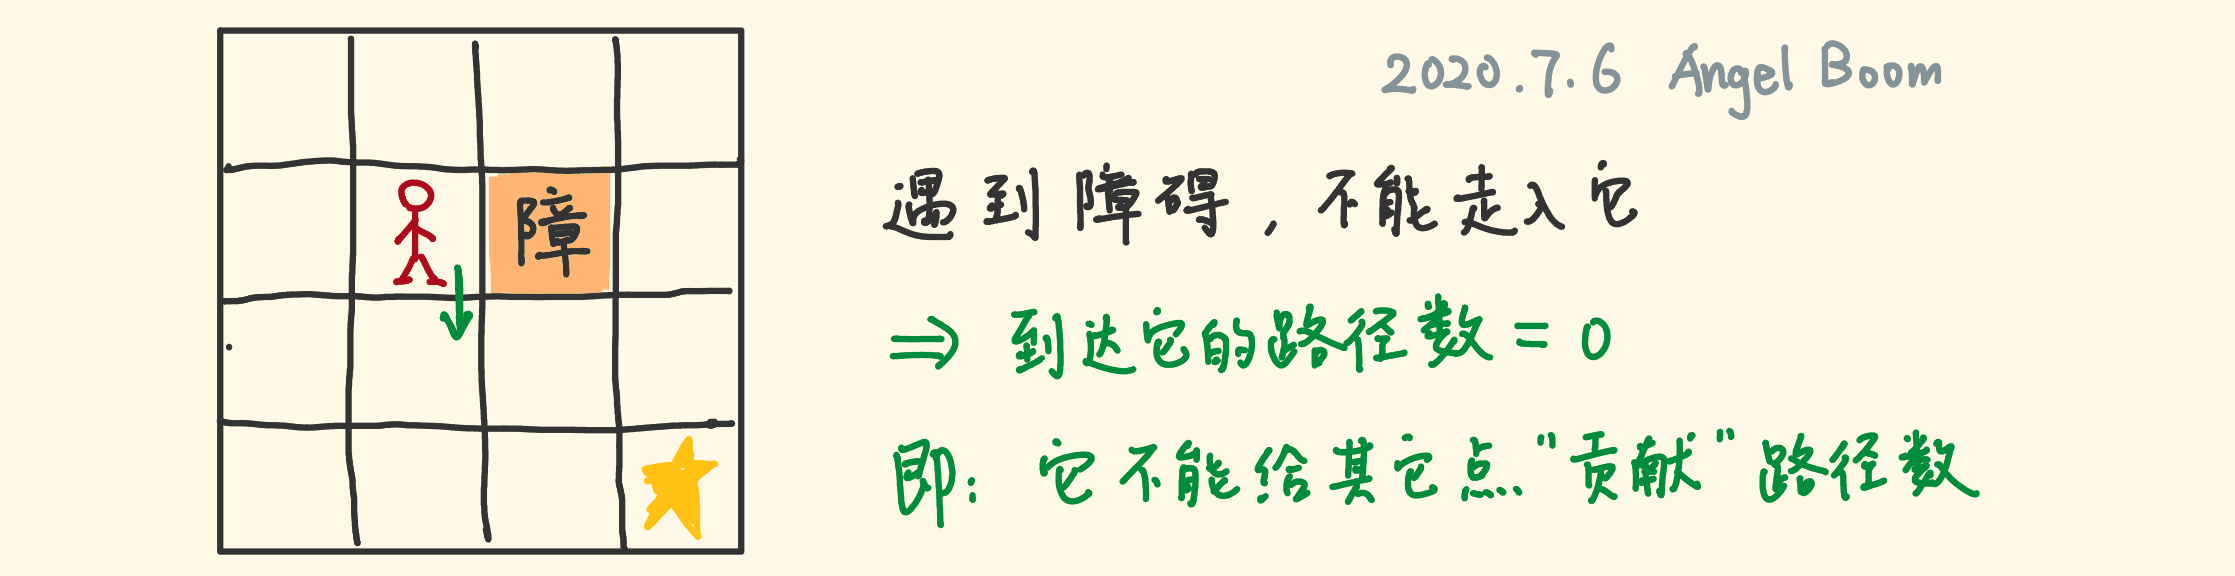 2020.7.6 Angel Boom
障
遇到障碍，不能走入它
⇒ 到达它的路径数 = 0
即：它不能给其它点“贡献”路径数